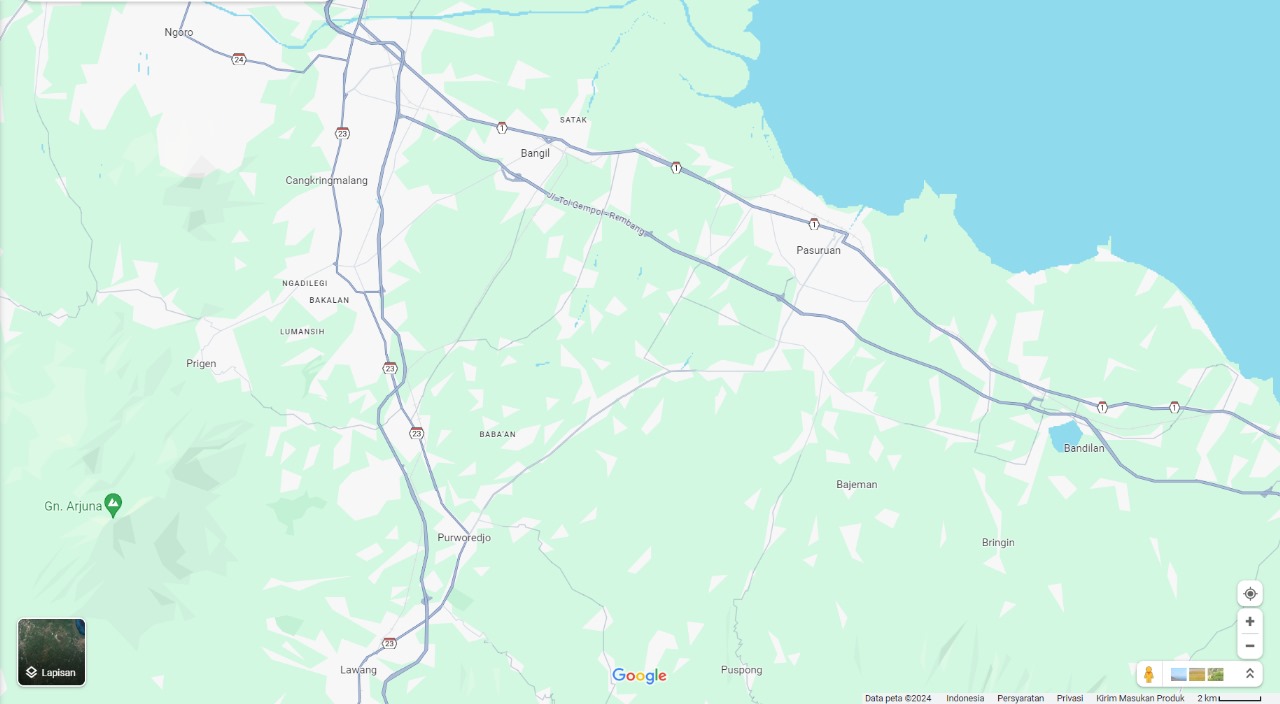 Ngoro
24
1
SATAK
23
Bangil
1
Cangkringmalang
Jl. Tol Gempol - Rembang
1
Pasuruan
NGADILEGI
BAKALAN
LUMANSIH
Prigen
23
1
1
23
BABA'AN
Bandilan
Bajeman
Gn. Arjuna
Purworedjo
Bringin
23
Lawang
Puspong
Lapisan
Google
Data peta ©2024 Indonesia Persyaratan Privasi Kirim Masukan Produk 2 km